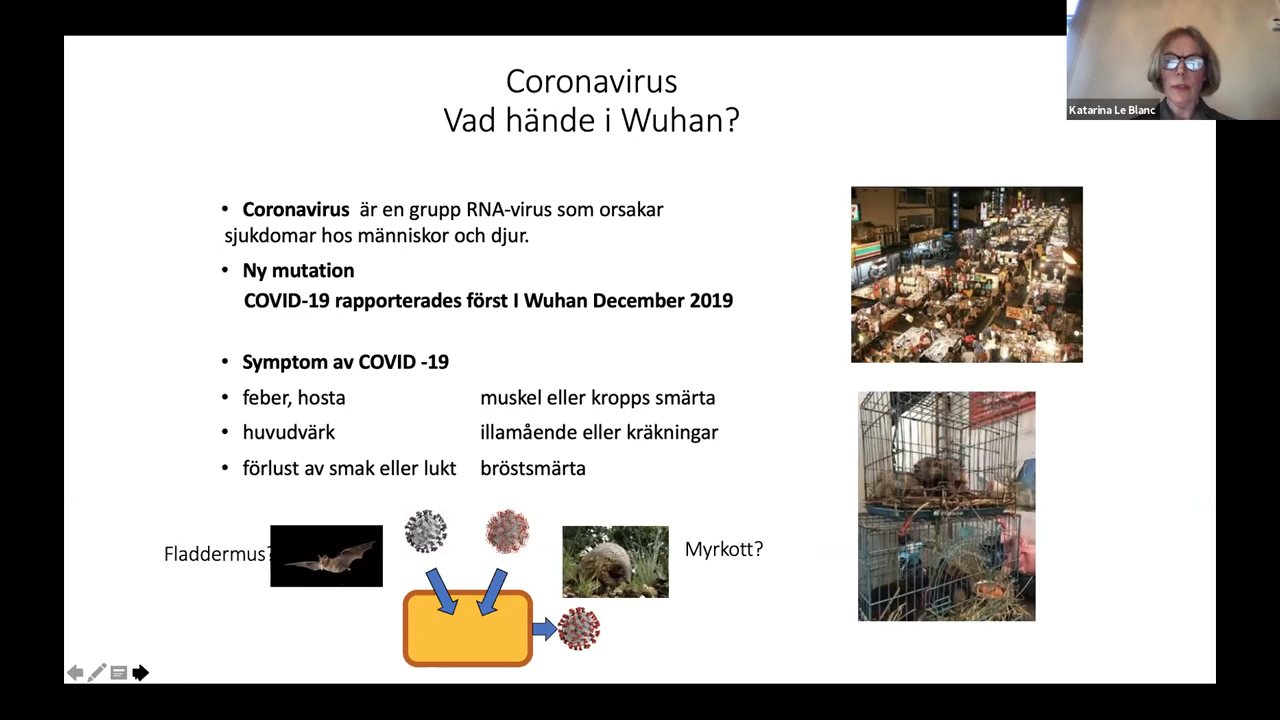 Coronavirus
Vad hände i Wuhan?
Katarina Le Blanc
• Coronavirus är en grupp RNA-virus som orsakar
sjukdomar hos människor och djur.
• Ny mutation
COVID-19 rapporterades först I Wuhan December 2019
• Symptom av COVID -19
• feber, hosta muskel eller kropps smärta
• huvudvärk illamående eller kräkningar
• förlust av smak eller lukt bröstsmärta
Fladdermus?
Myrkott?